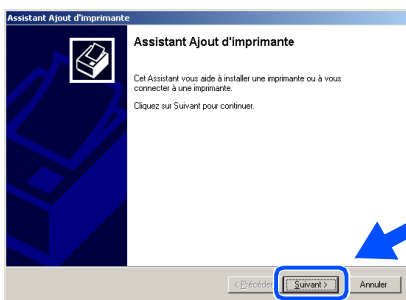 Assistant Ajout d'imprimante
Assistant Ajout d'imprimante
Cet Assistant vous aide à installer une imprimante ou à vous
connecter à une imprimante.
Cliquez sur Suivant pour continuer.
< Précéden Suivant > Annuler